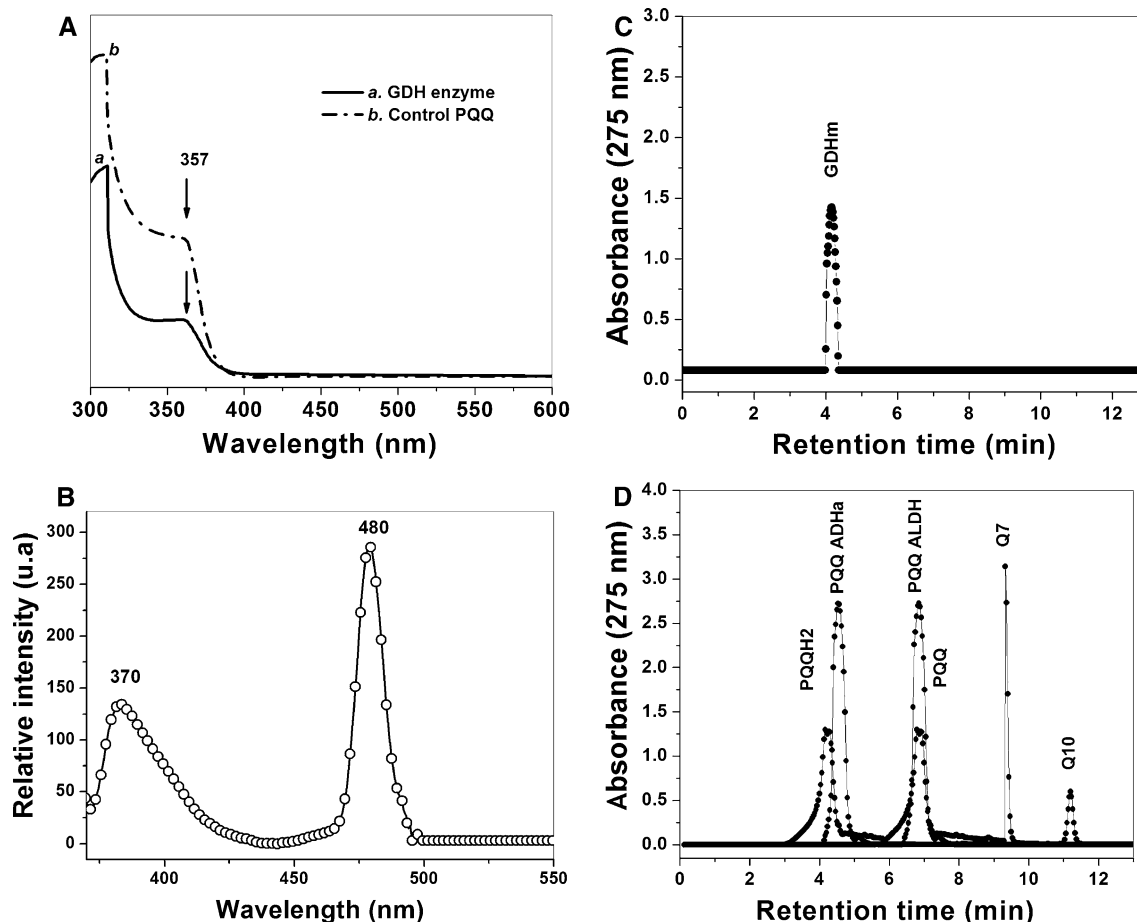 A
b
a. GDH enzyme
b. Control PQQ
a
357
300 350 400 450 500 550 600
Wavelength (nm)
B
Relative intensity (u.a)
300
250
200
150
100
50
0
370
480
400 450 500 550
Wavelength (nm)
C
Absorbance (275 nm)
3.0
2.5
2.0
1.5
1.0
0.5
0.0
GDHm
0 2 4 6 8 10 12
Retention time (min)
D
Absorbance (275 nm)
4.0
3.5
3.0
2.5
2.0
1.5
1.0
0.5
0.0
PQQH2
PQQ ADHa
PQQ ALDH
PQQ
Q7
Q10
0 2 4 6 8 10 12
Retention time (min)